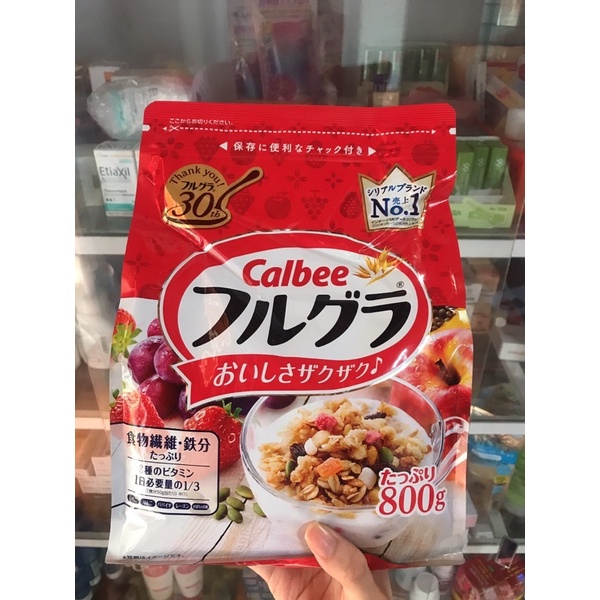 ここからお切りください。
◀ 保存に便利なチャック付き ▶
Thank you!
フルグラ
30th
シリアルブランド
売上
No.1
Calbee
フルグラ®
おいしさザクザク♪
食物繊維・鉄分
たっぷり
種のビタミン
1日必要量の1/3
たっぷり
800g
Etiaxil